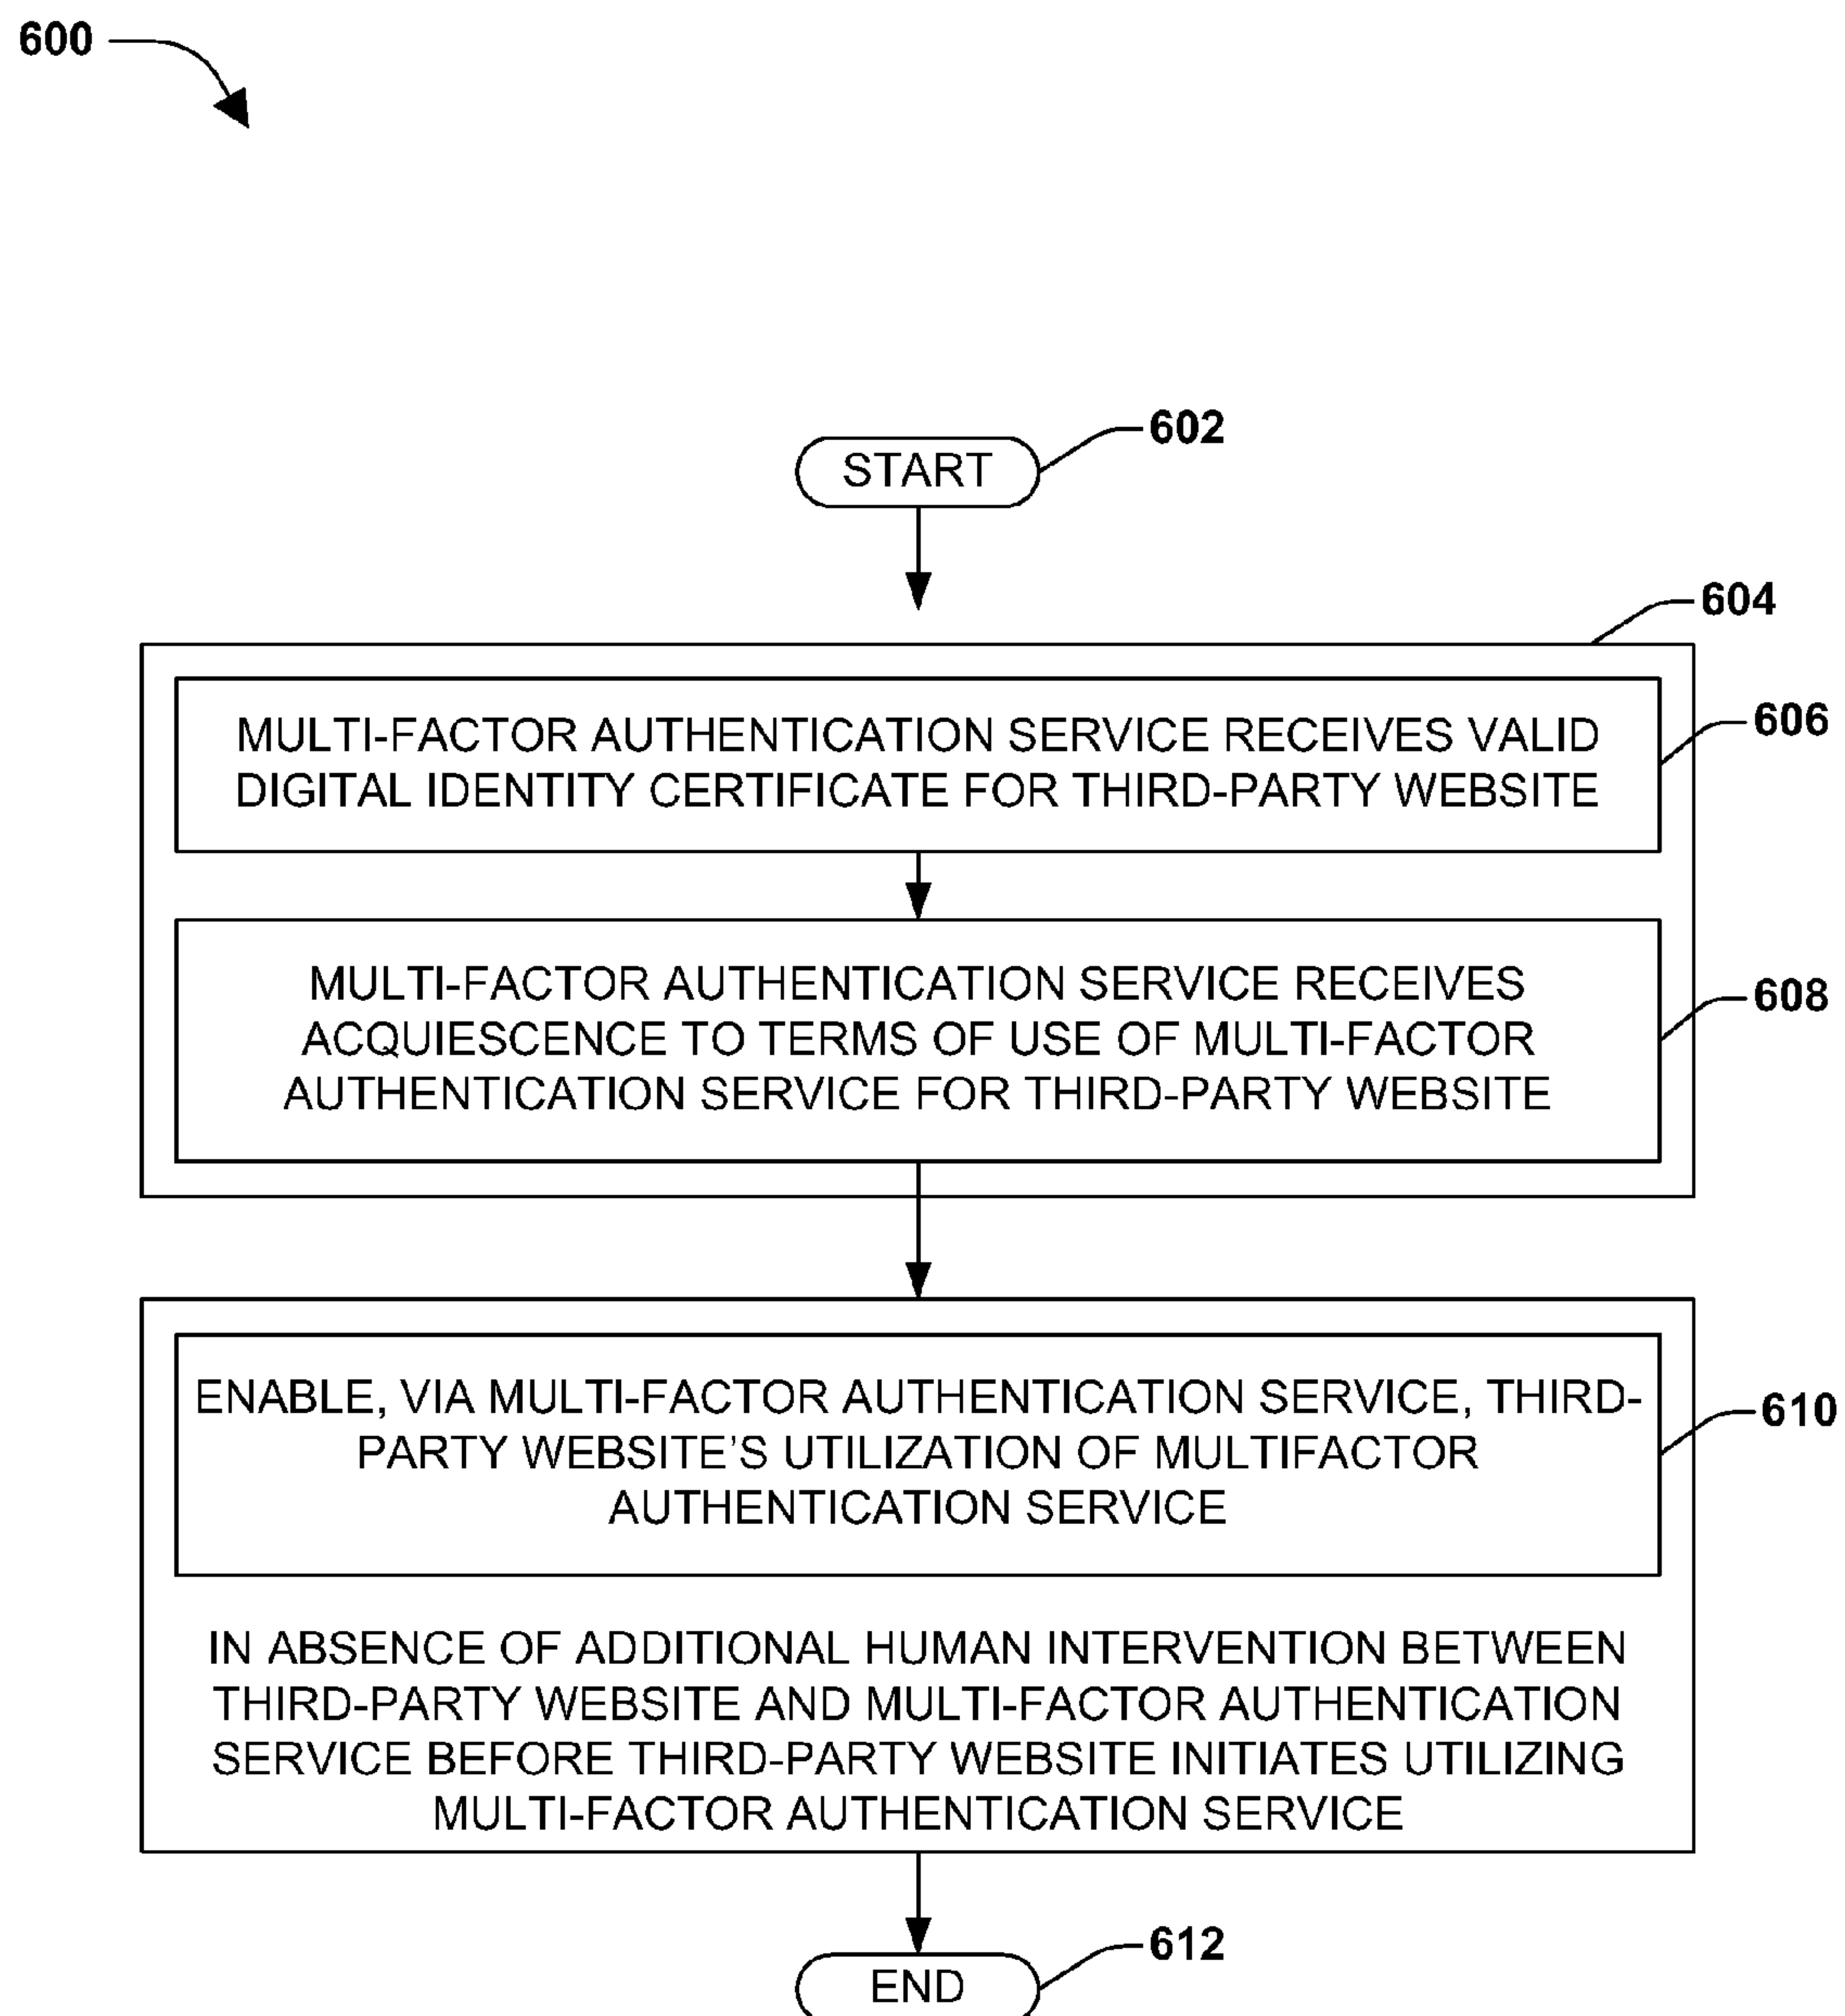 600
START
602
604
MULTI-FACTOR AUTHENTICATION SERVICE RECEIVES VALID
DIGITAL IDENTITY CERTIFICATE FOR THIRD-PARTY WEBSITE
606
MULTI-FACTOR AUTHENTICATION SERVICE RECEIVES
ACQUIESCENCE TO TERMS OF USE OF MULTI-FACTOR
AUTHENTICATION SERVICE FOR THIRD-PARTY WEBSITE
608
ENABLE, VIA MULTI-FACTOR AUTHENTICATION SERVICE, THIRD-
PARTY WEBSITE’S UTILIZATION OF MULTIFACTOR
AUTHENTICATION SERVICE
610
IN ABSENCE OF ADDITIONAL HUMAN INTERVENTION BETWEEN
THIRD-PARTY WEBSITE AND MULTI-FACTOR AUTHENTICATION
SERVICE BEFORE THIRD-PARTY WEBSITE INITIATES UTILIZING
MULTI-FACTOR AUTHENTICATION SERVICE
612
END